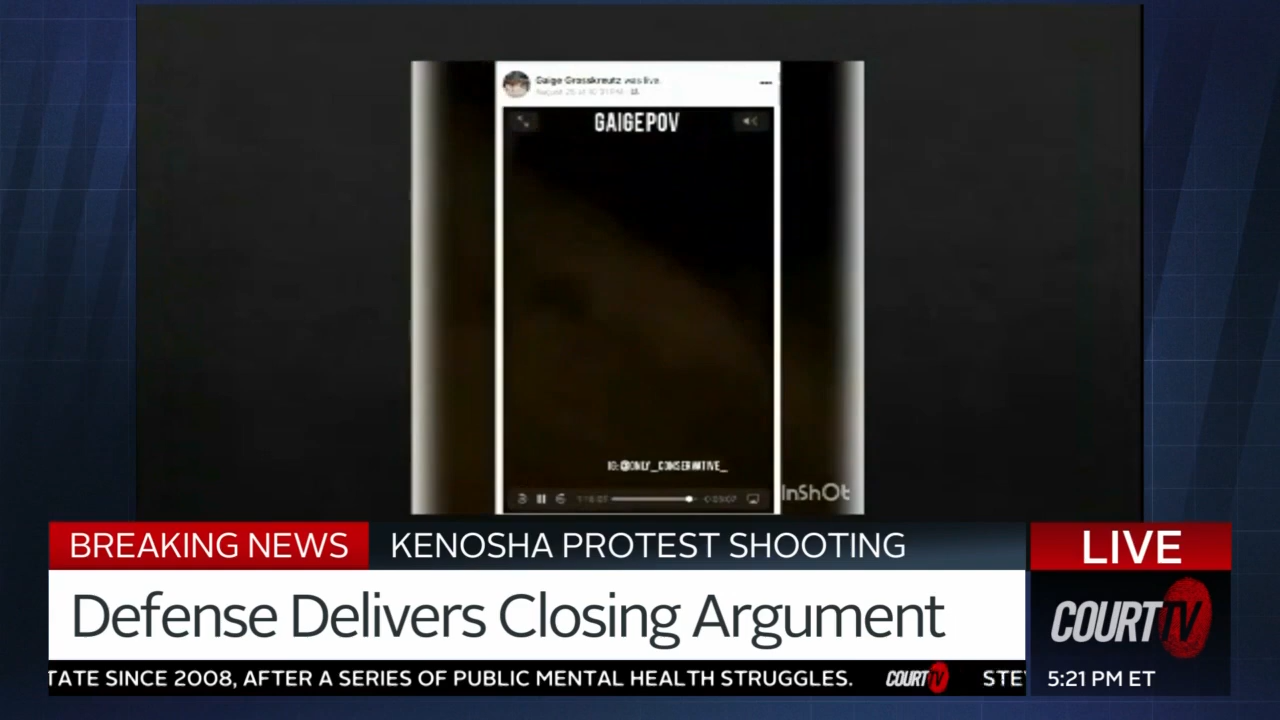 Gaige Grosskreutz was live.
GAIGEPOV
IG:@ONLY_CONSERVATIVE_
InShOt
BREAKING NEWS
KENOSHA PROTEST SHOOTING
LIVE
Defense Delivers Closing Argument
COURT TV
TATE SINCE 2008, AFTER A SERIES OF PUBLIC MENTAL HEALTH STRUGGLES.
COURT TV
STE
5:21 PM ET